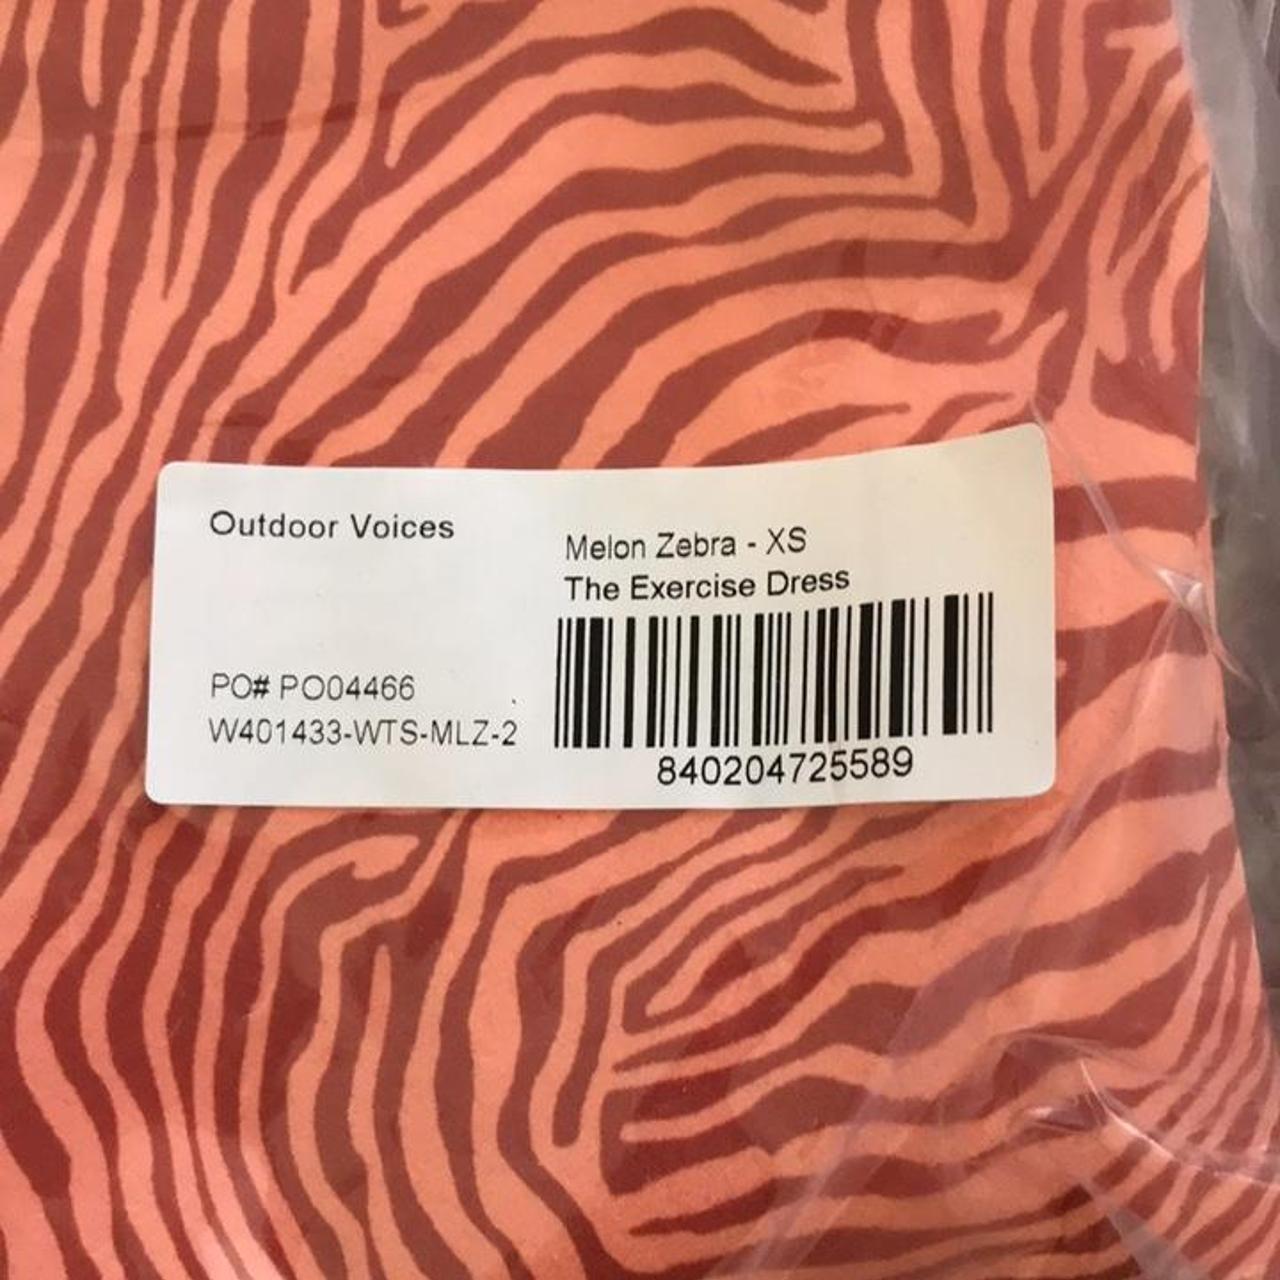 Outdoor Voices
Melon Zebra - XS
The Exercise Dress
PO# PO04466
W401433-WTS-MLZ-2
840204725589